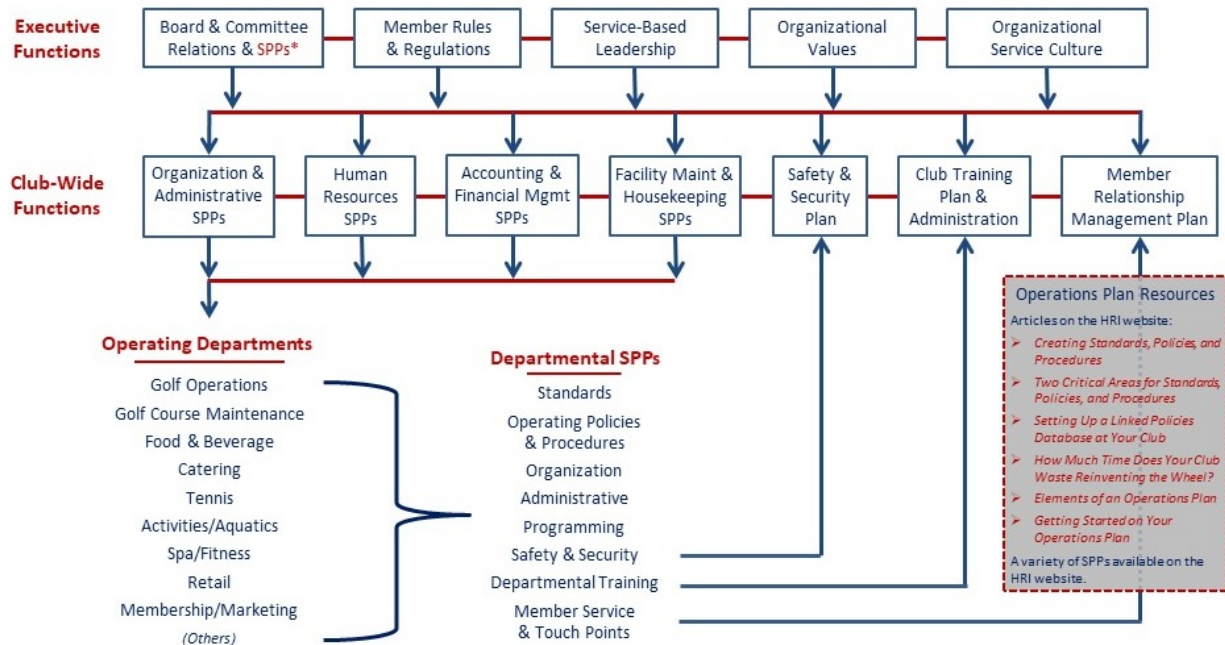 Executive
Functions
Board & Committee
Relations & SPPs*
Member Rules
& Regulations
Service-Based
Leadership
Organizational
Values
Organizational
Service Culture
Club-Wide
Functions
Organization &
Administrative
SPPs
Human
Resources
SPPs
Accounting &
Financial Mgmt
SPPs
Facility Maint &
Housekeeping
SPPs
Safety &
Security
Plan
Club Training
Plan &
Administration
Member
Relationship
Management Plan
Operating Departments
Golf Operations
Golf Course Maintenance
Food & Beverage
Catering
Tennis
Activities/Aquatics
Spa/Fitness
Retail
Membership/Marketing
(Others)
Departmental SPPs
Standards
Operating Policies
& Procedures
Organization
Administrative
Programming
Safety & Security
Departmental Training
Member Service
& Touch Points
Operations Plan Resources
Articles on the HRI website:
➢ Creating Standards, Policies, and
Procedures
➢ Two Critical Areas for Standards,
Policies, and Procedures
➢ Setting Up a Linked Policies
Database at Your Club
➢ How Much Time Does Your Club
Waste Reinventing the Wheel?
➢ Elements of an Operations Plan
➢ Getting Started on Your
Operations Plan
A variety of SPPs available on the
HRI website.